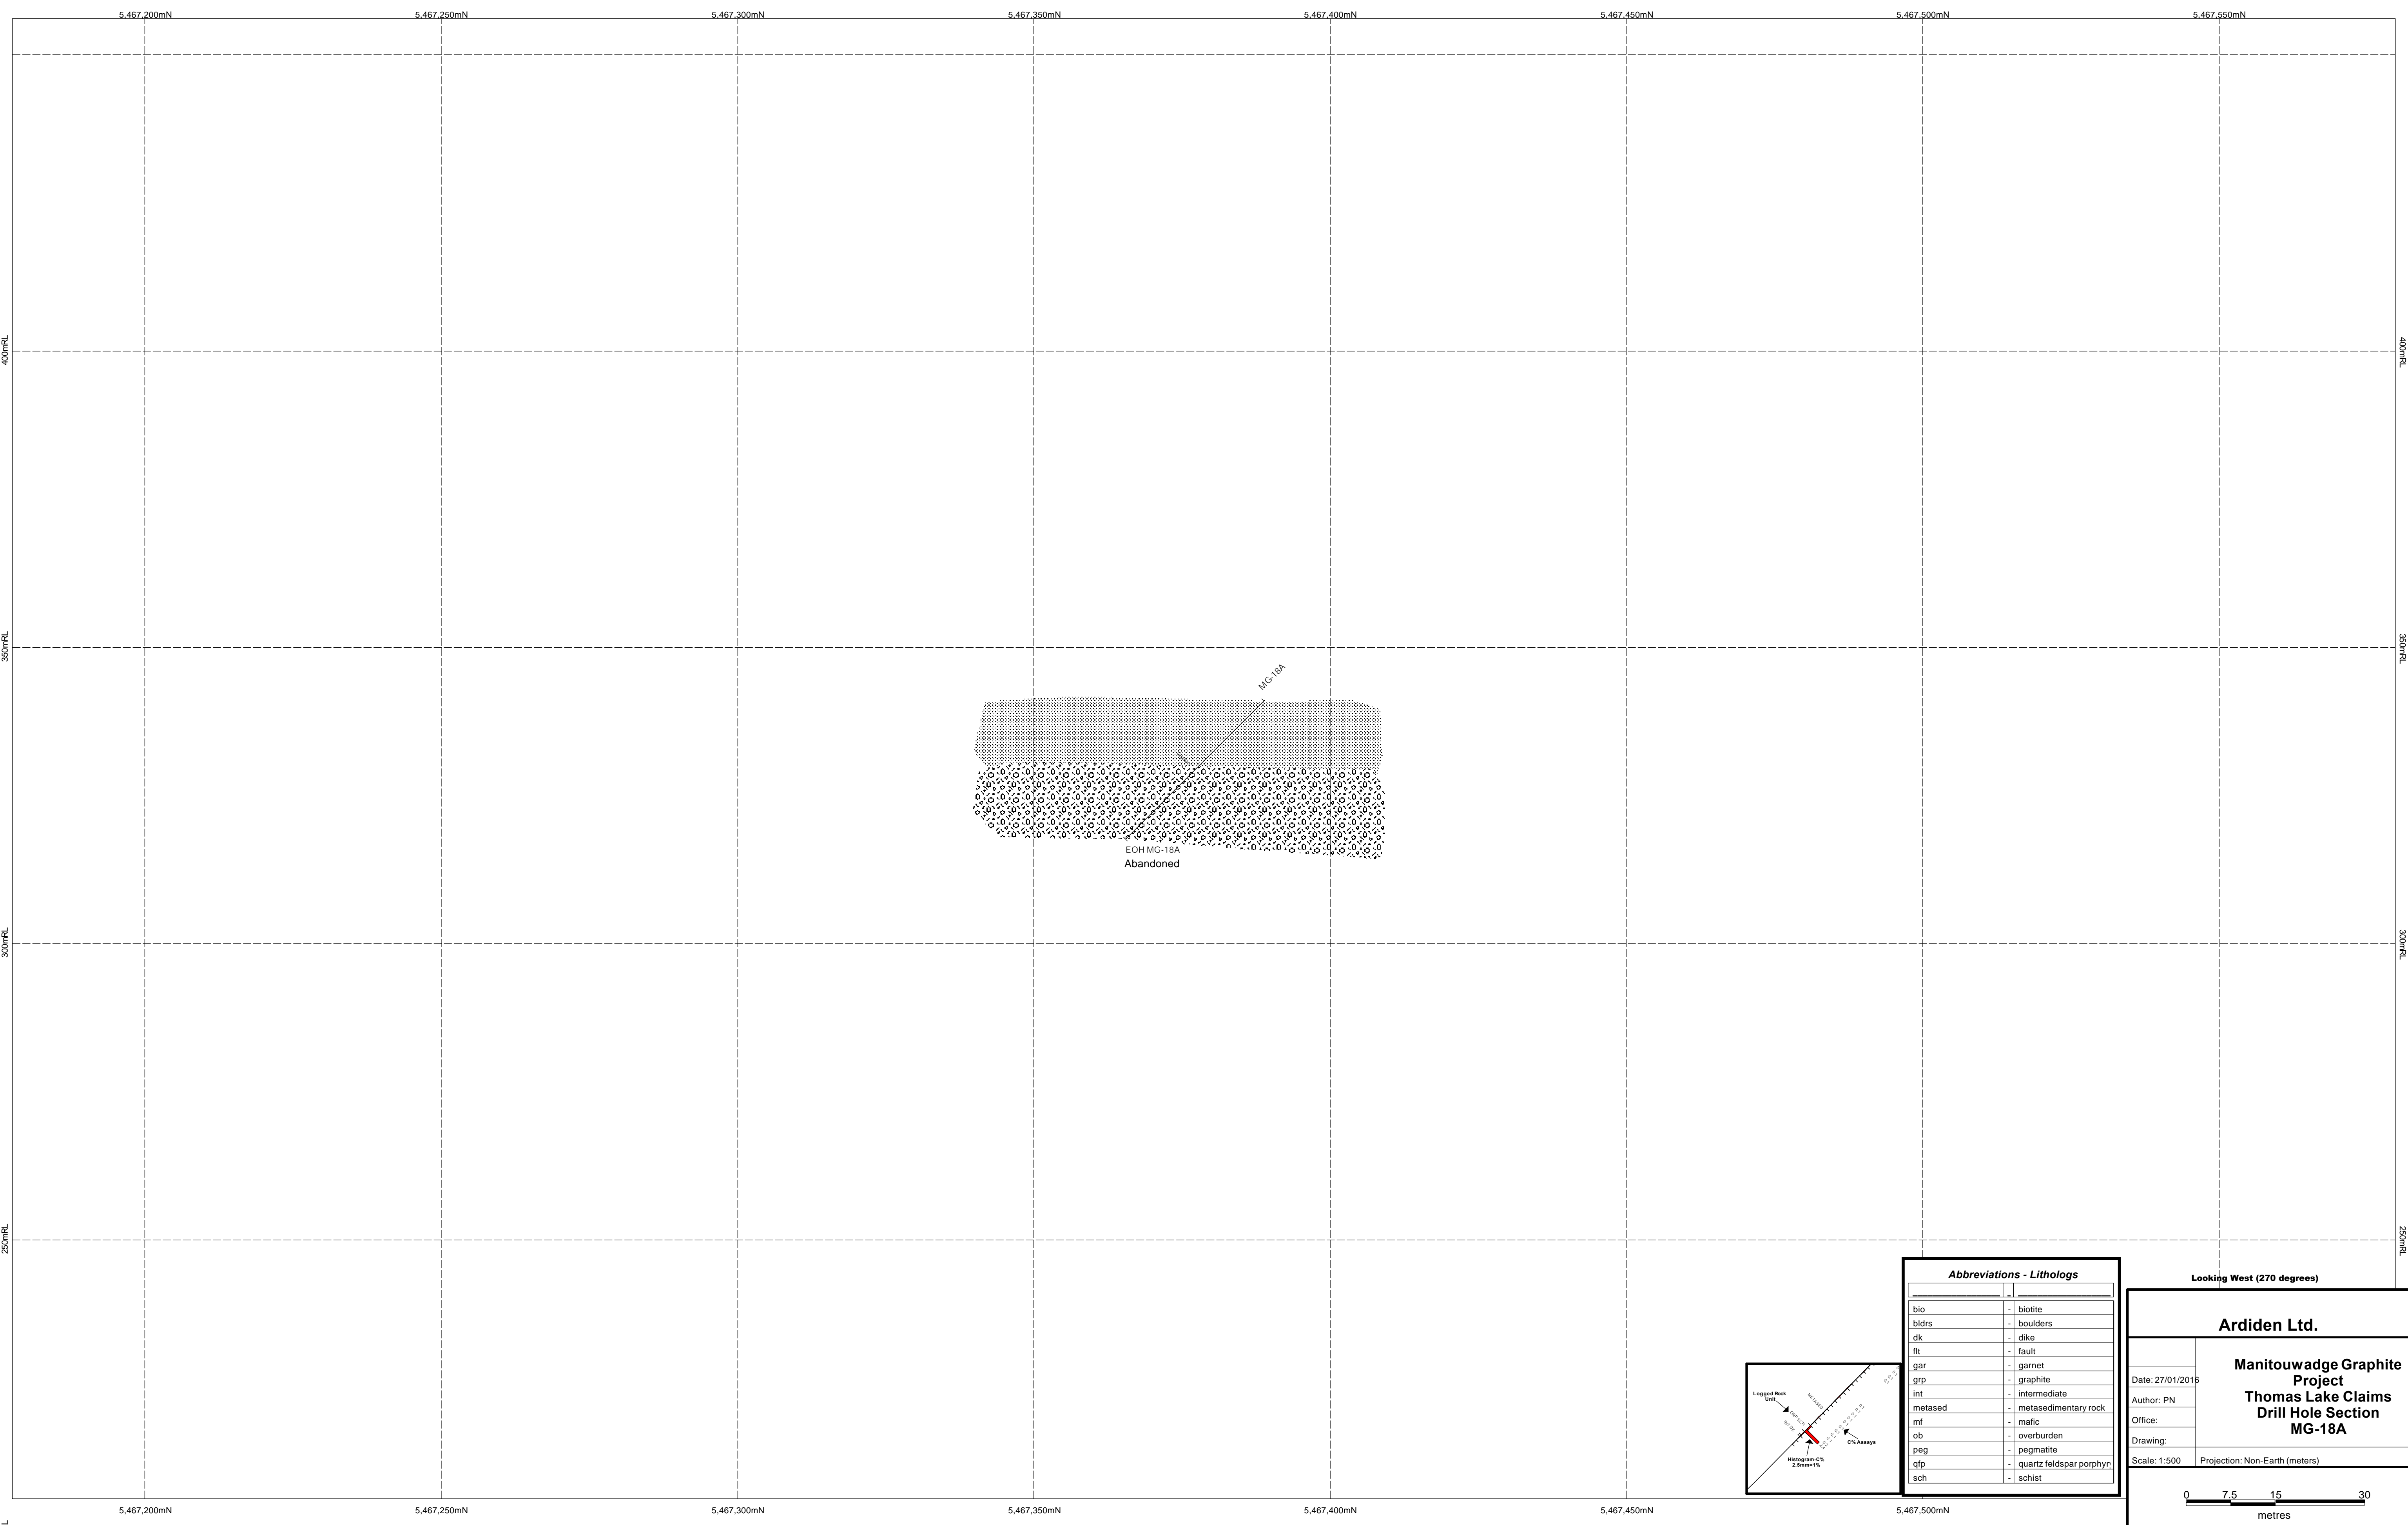 5,467,200mN 5,467,250mN 5,467,300mN 5,467,350mN 5,467,400mN 5,467,450mN 5,467,500mN 5,467,550mN
400mRL 400mRL
350mRL 350mRL
MG-18A
EOH MG-18A
Abandoned
300mRL 300mRL
250mRL 250mRL
Logged Rock
Unit
METASED
GRP SCH
INT DK
C% Assays
Histogram-C%
2.5mm=1%
Abbreviations - Lithologs
-
bio - biotite
bldrs - boulders
dk - dike
flt - fault
gar - garnet
grp - graphite
int - intermediate
metased - metasedimentary rock
mf - mafic
ob - overburden
peg - pegmatite
qfp - quartz feldspar porphyr
sch - schist
Looking West (270 degrees)
Ardiden Ltd.
Manitouwadge Graphite
Project
Thomas Lake Claims
Drill Hole Section
MG-18A
Date: 27/01/2016
Author: PN
Office:
Drawing:
Scale: 1:500 Projection: Non-Earth (meters)
0 7.5 15 30
metres
5,467,200mN 5,467,250mN 5,467,300mN 5,467,350mN 5,467,400mN 5,467,450mN 5,467,500mN
L